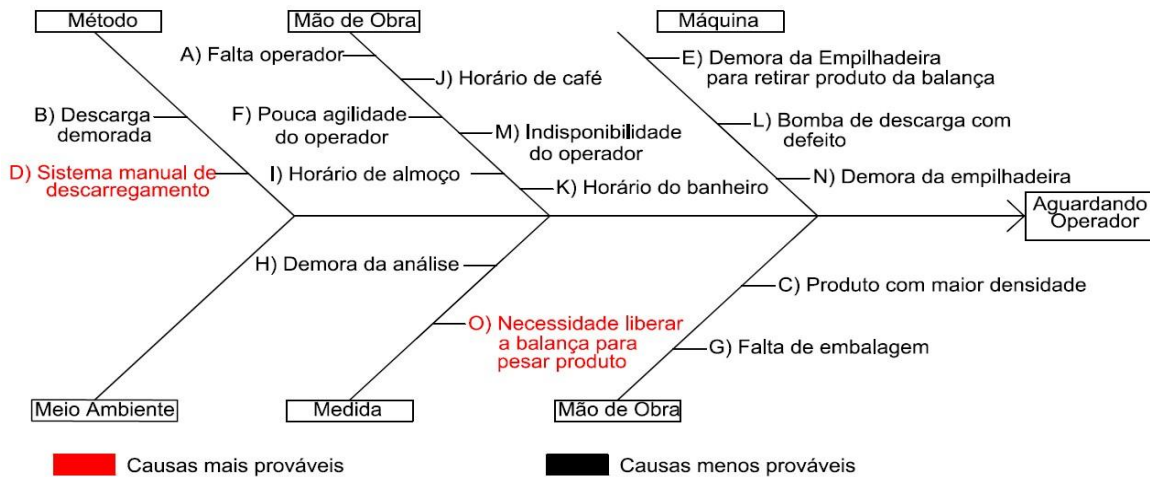 Método
Mão de Obra
Máquina
A) Falta operador
J) Horário de café
E) Demora da Empilhadeira
para retirar produto da balança
B) Descarga
demorada
F) Pouca agilidade
do operador
M) Indisponibilidade
do operador
L) Bomba de descarga com
defeito
D) Sistema manual de
descarregamento
I) Horário de almoço
K) Horário do banheiro
N) Demora da empilhadeira
Aguardando
Operador
H) Demora da análise
C) Produto com maior densidade
O) Necessidade liberar
a balança para
pesar produto
G) Falta de embalagem
Meio Ambiente
Medida
Mão de Obra
Causas mais prováveis
Causas menos prováveis